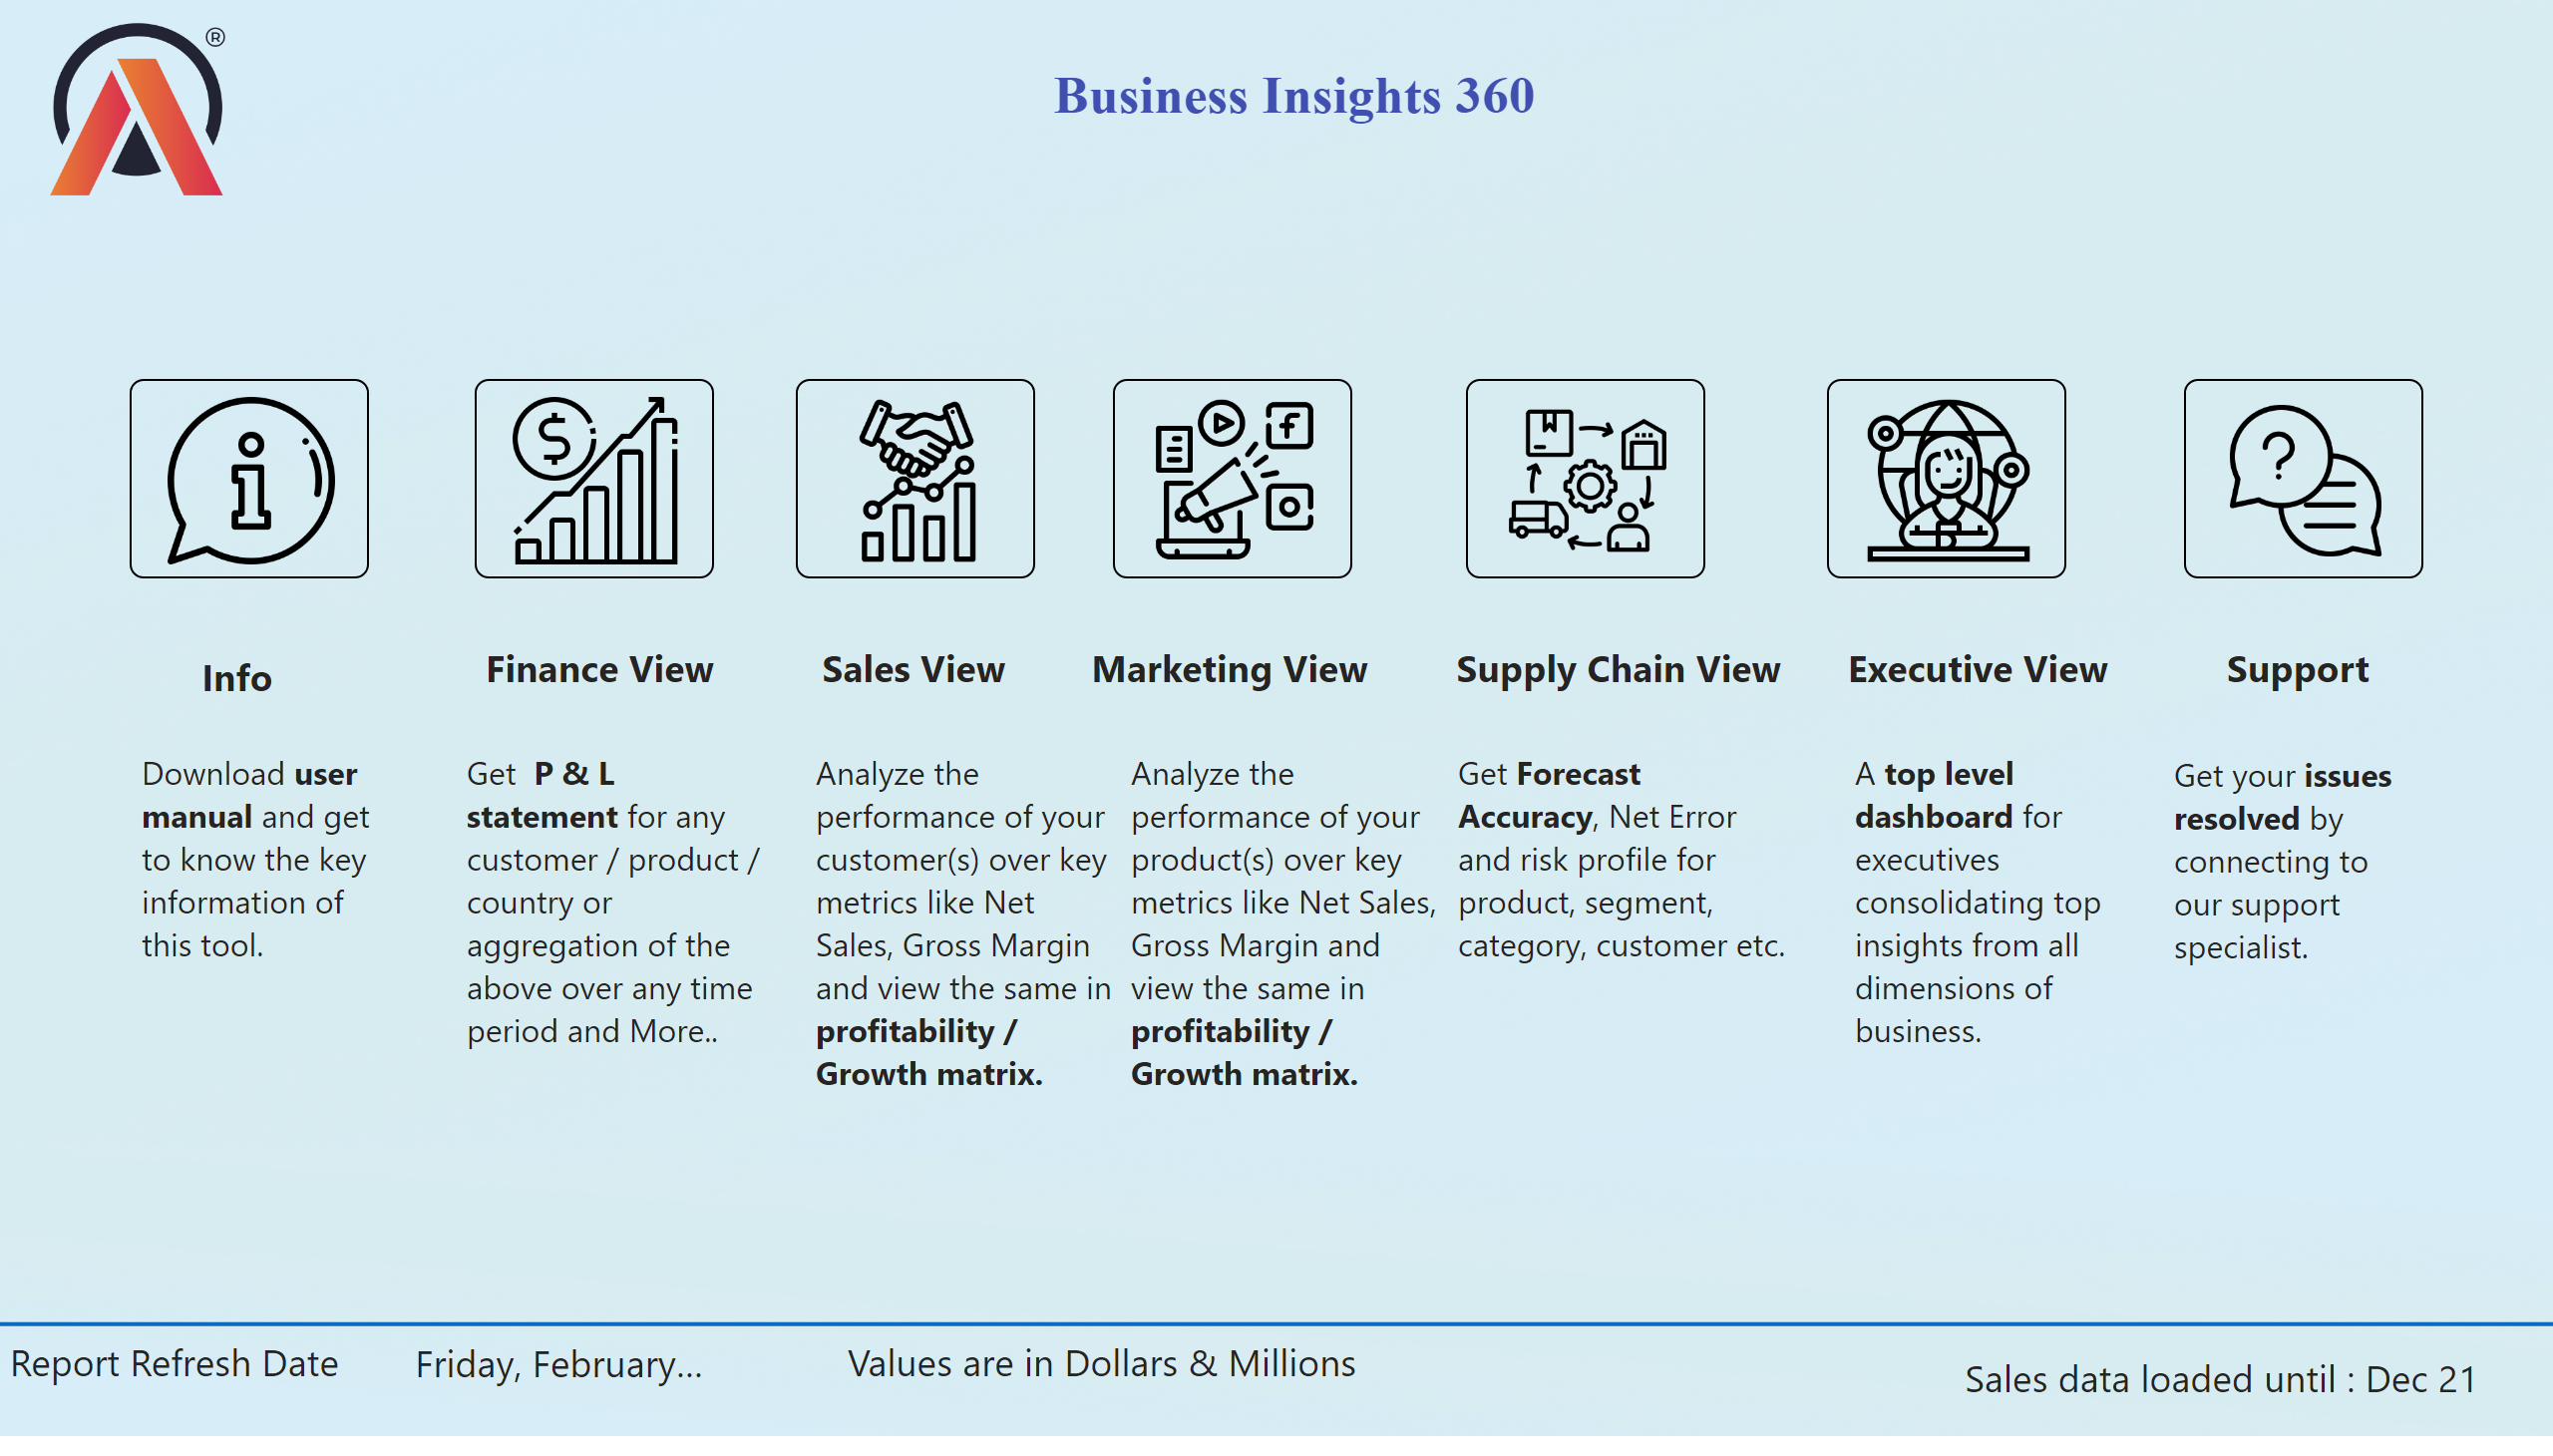 ®
Business Insights 360
Info
Download user
manual and get
to know the key
information of
this tool.
Finance View
Get  P & L
statement for any
customer / product /
country or
aggregation of the
above over any time
period and More..
Sales View
Analyze the
performance of your
customer(s) over key
metrics like Net
Sales, Gross Margin
and view the same in
profitability /
Growth matrix.
Marketing View
Analyze the
performance of your
product(s) over key
metrics like Net Sales,
Gross Margin and
view the same in
profitability /
Growth matrix.
Supply Chain View
Get Forecast
Accuracy, Net Error
and risk profile for
product, segment,
category, customer etc.
Executive View
A top level
dashboard for
executives
consolidating top
insights from all
dimensions of
business.
Support
Get your issues
resolved by
connecting to
our support
specialist.
Report Refresh Date
Friday, February...
Values are in Dollars & Millions
Sales data loaded until : Dec 21